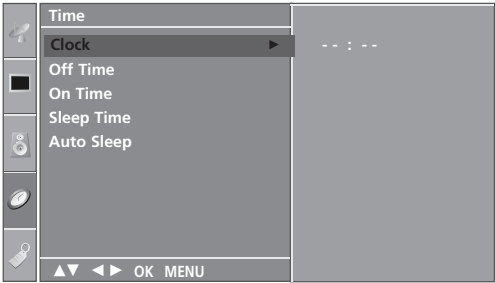 Time
Clock ► -- : --
Off Time
On Time
Sleep Time
Auto Sleep
▲▼ ◄► OK MENU